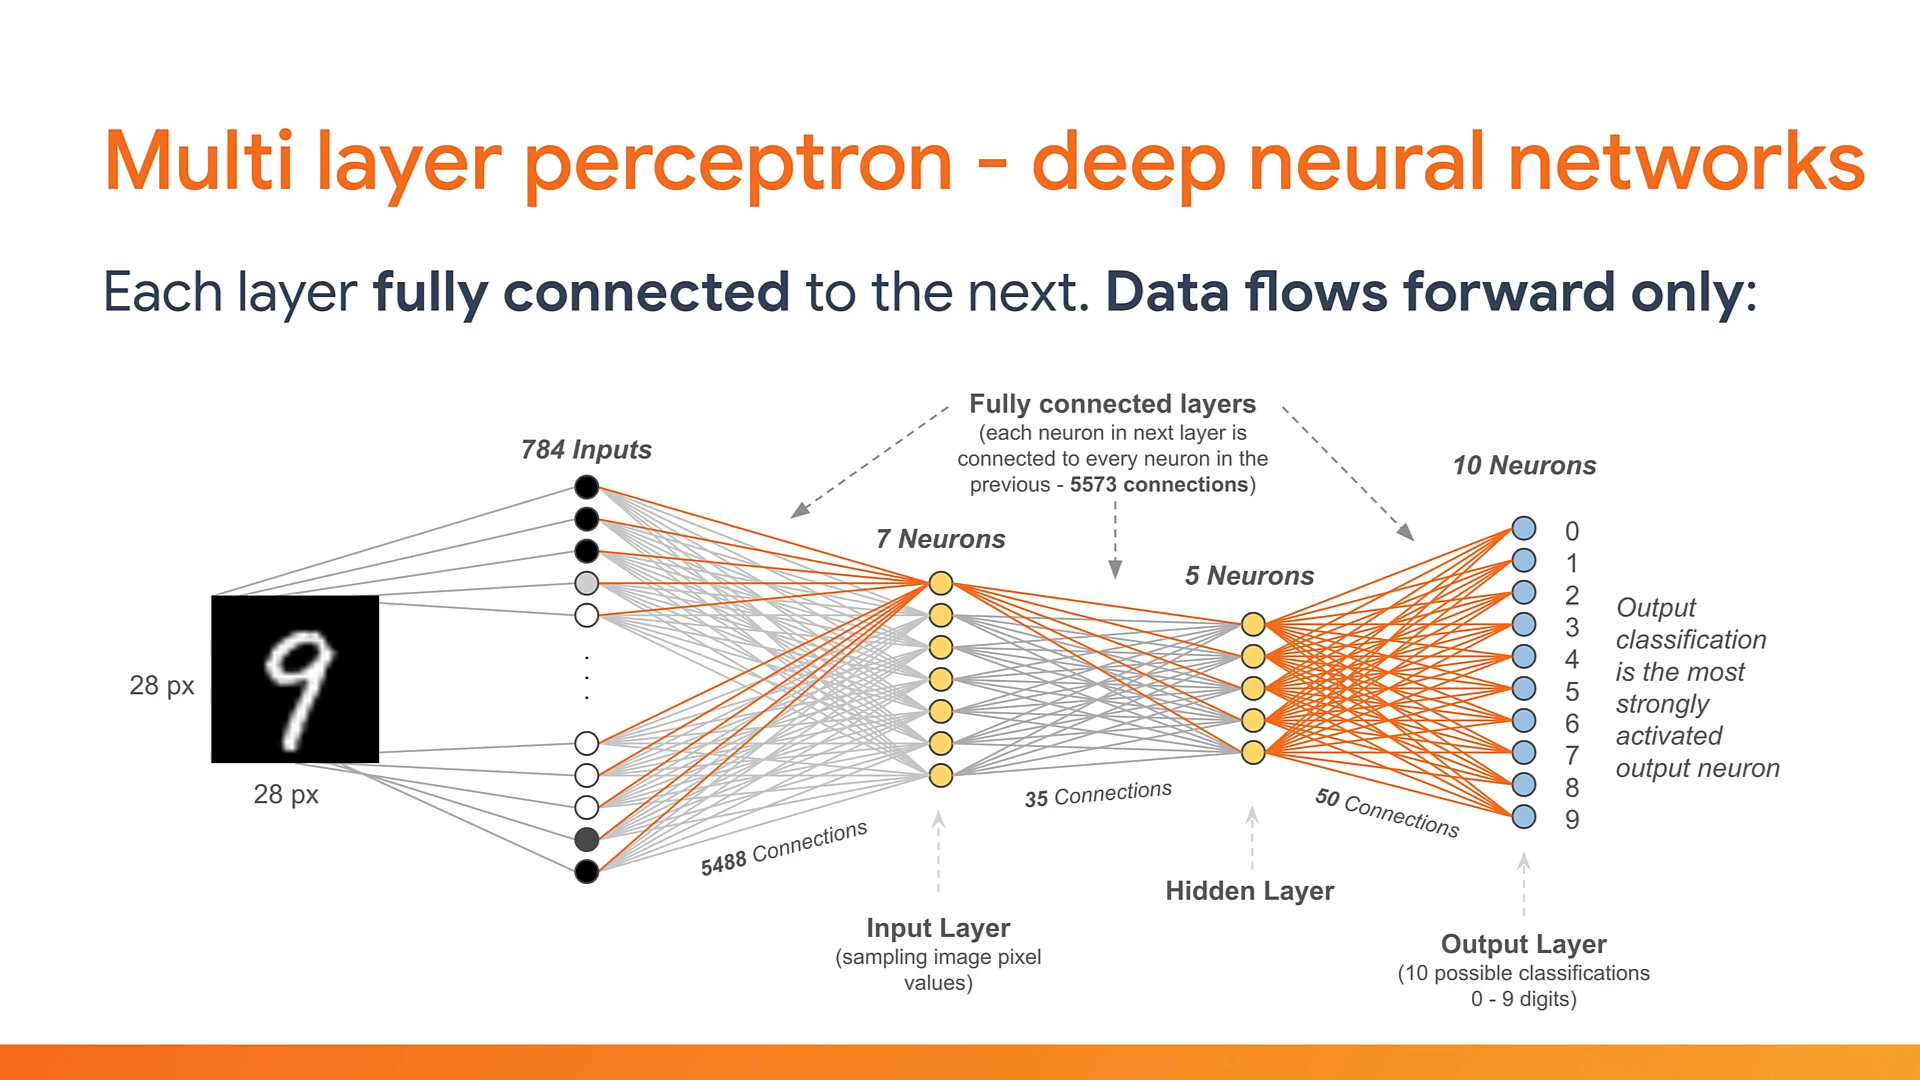 Multi layer perceptron - deep neural networks
Each layer fully connected to the next. Data flows forward only:
Fully connected layers
(each neuron in next layer is
connected to every neuron in the
previous - 5573 connections)
784 Inputs
7 Neurons
5 Neurons
10 Neurons
28 px
9
28 px
0
1
2
3
4
5
6
7
8
9
Output
classification
is the most
strongly
activated
output neuron
5488 Connections
35 Connections
50 Connections
Input Layer
(sampling image pixel
values)
Hidden Layer
Output Layer
(10 possible classifications
0 - 9 digits)